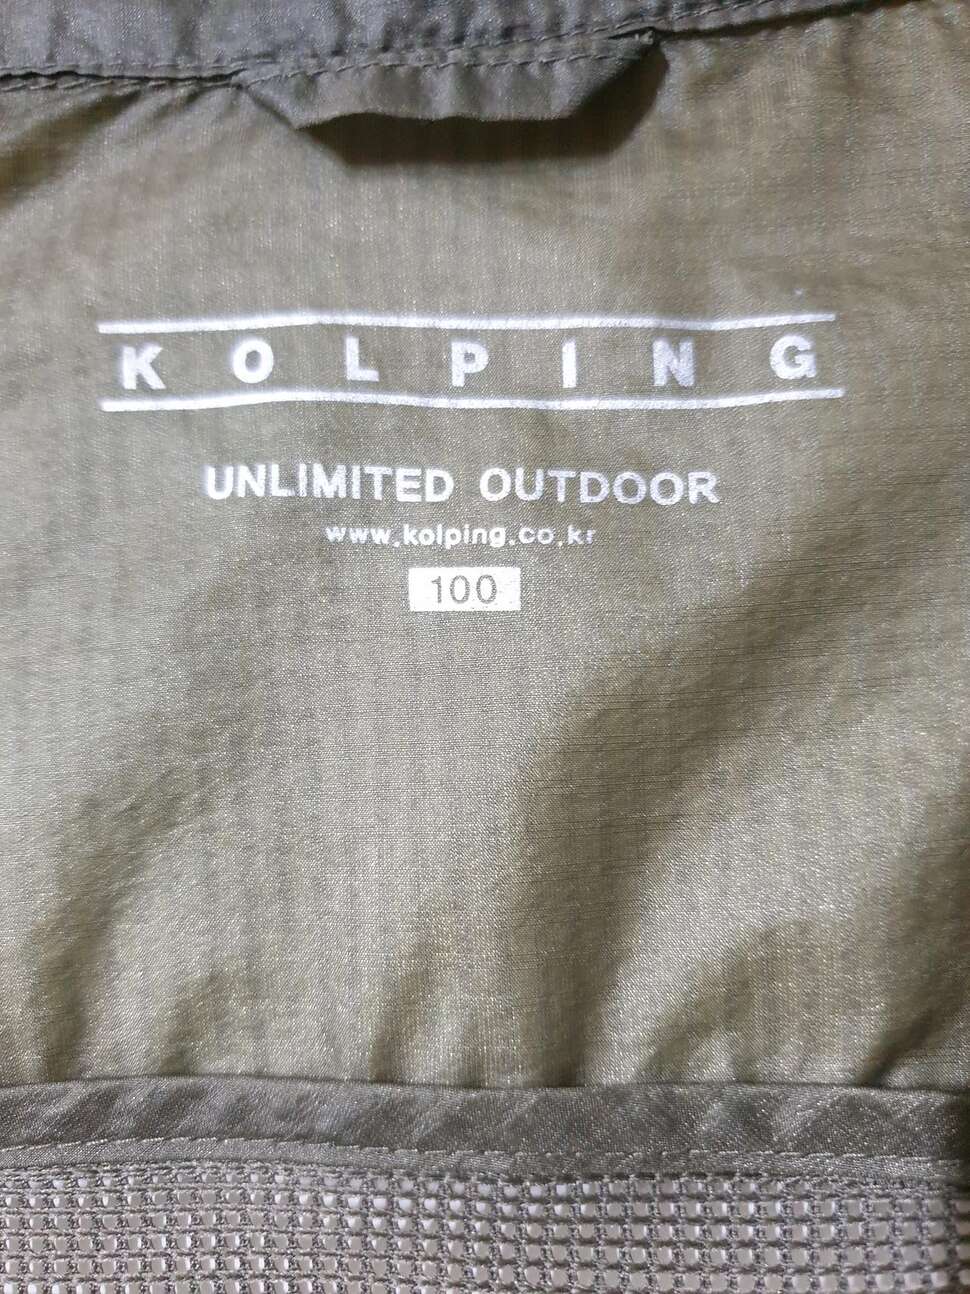 KOLPING
UNLIMITED OUTDOOR
www.kolping.co.kr
100